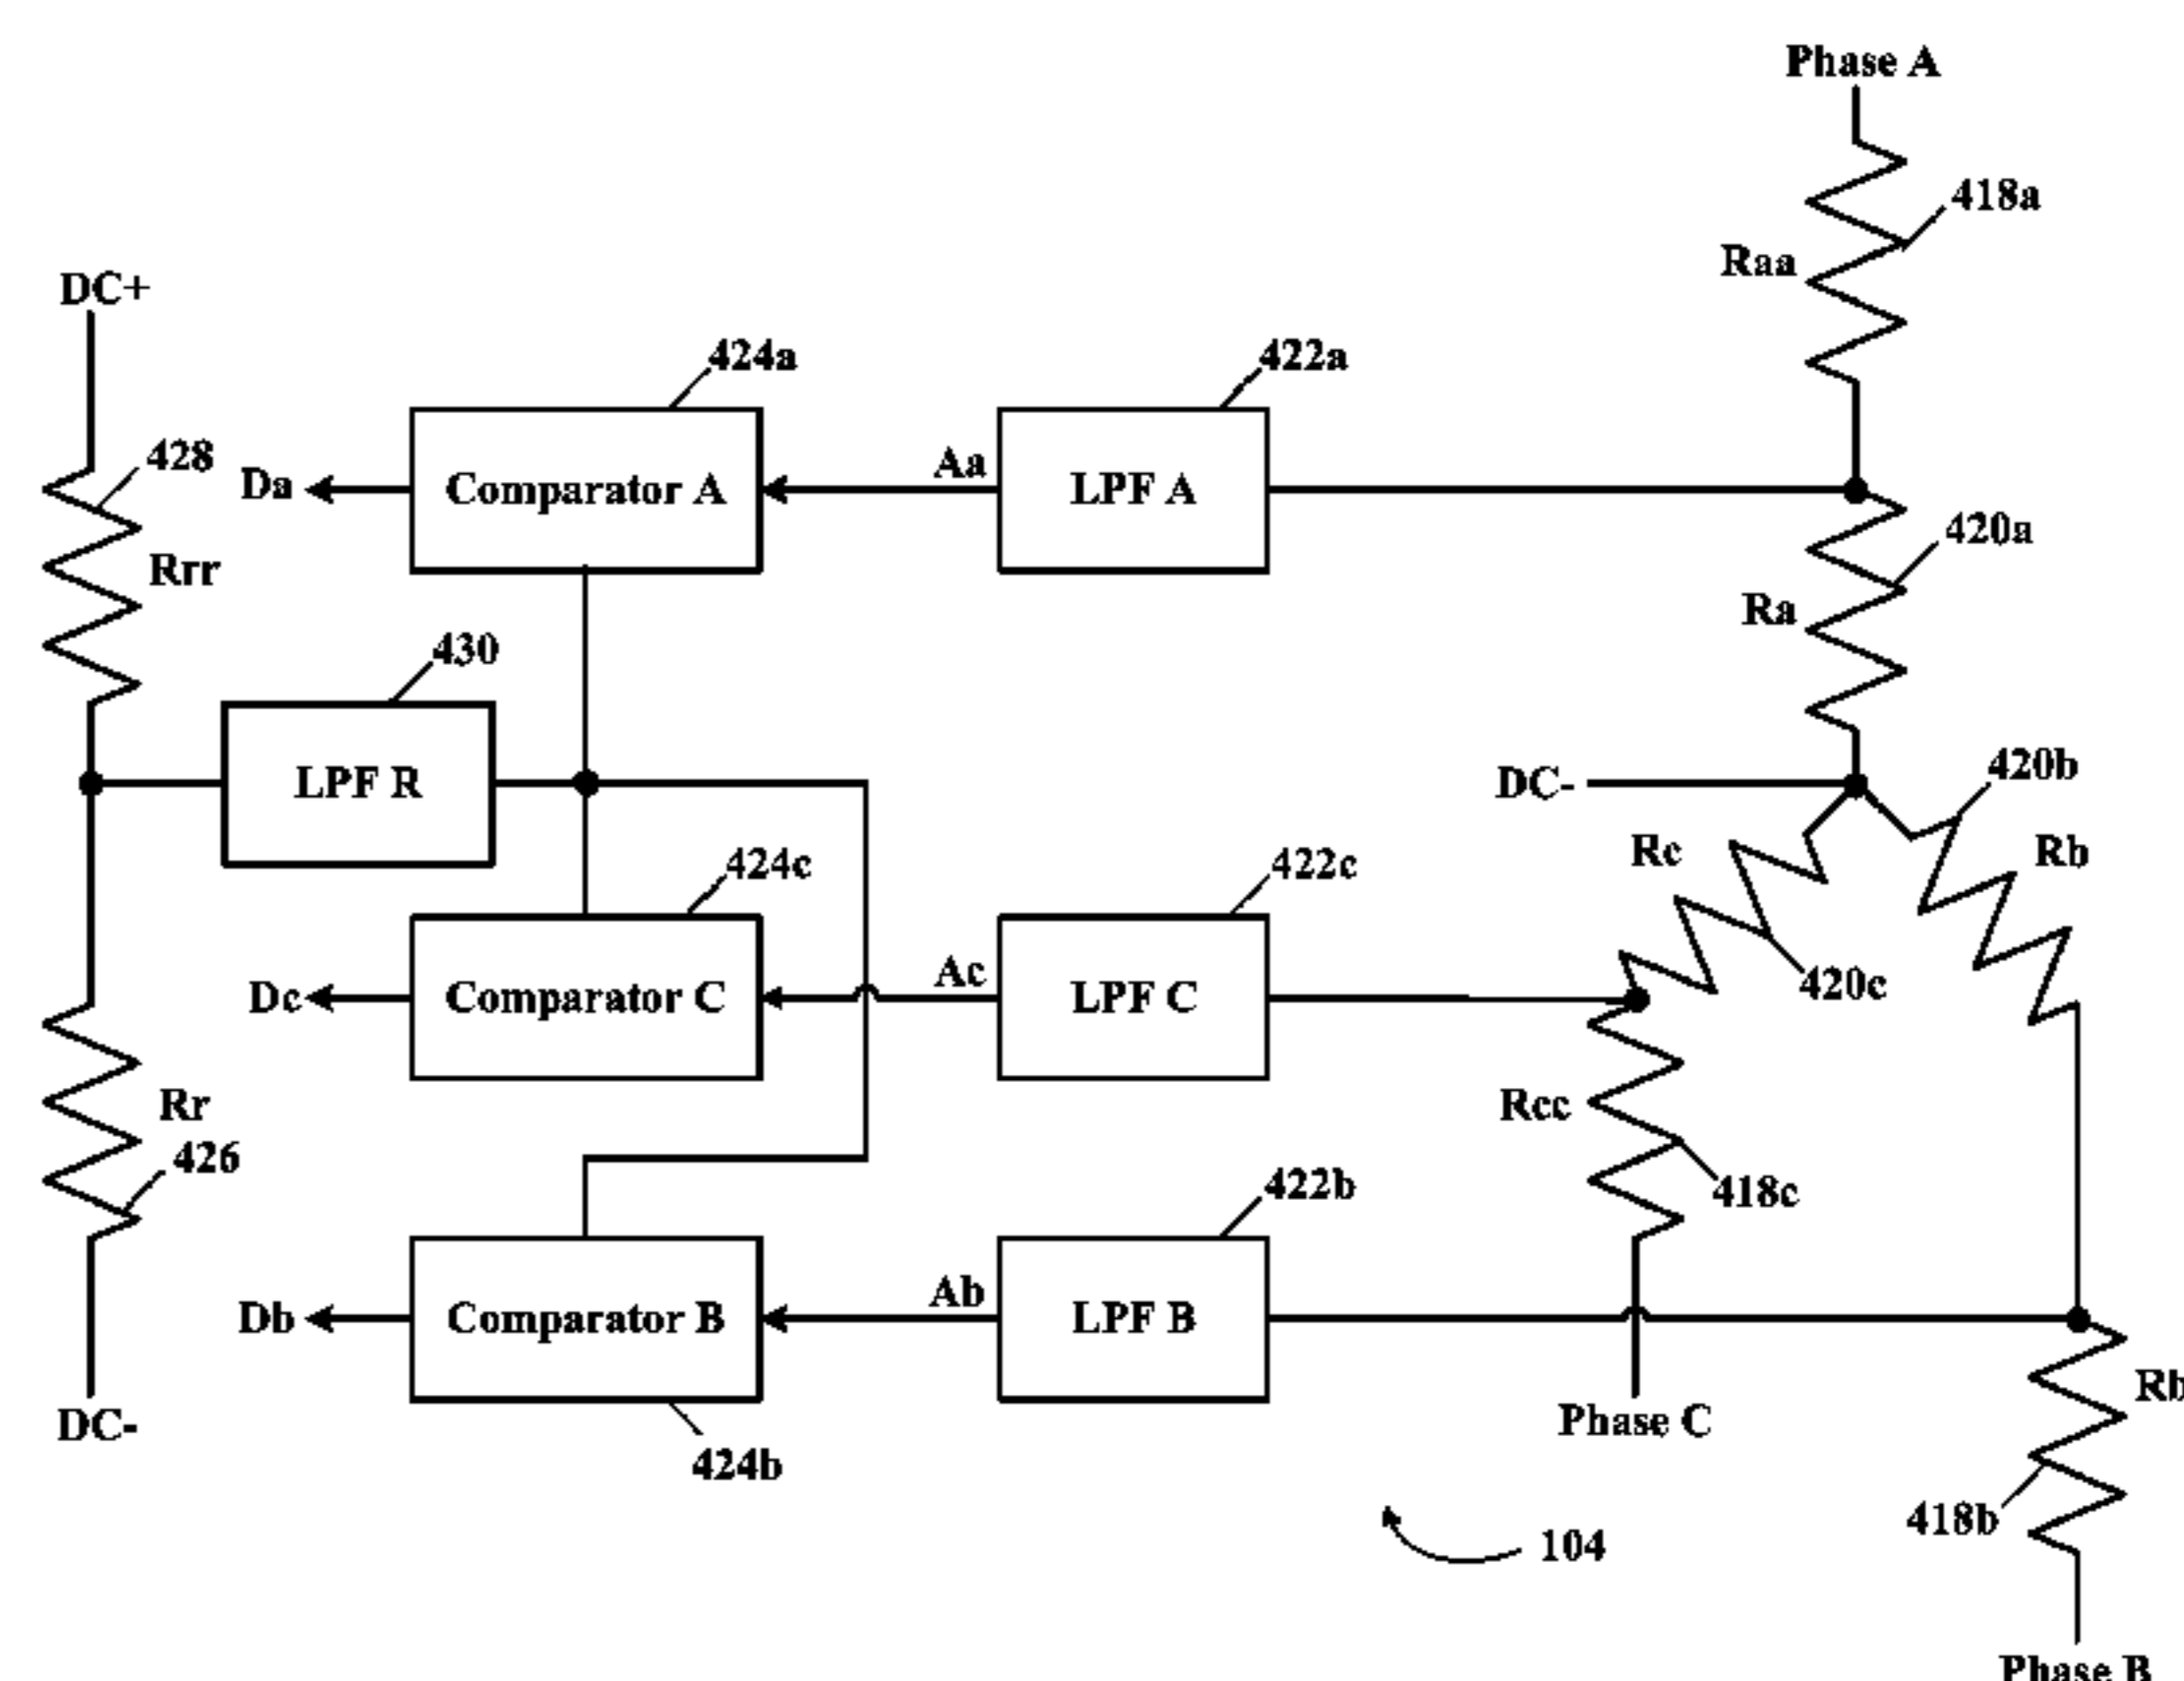 Phase A
418a
Raa
DC+
424a
422a
428
Da
Comparator A
Aa
LPF A
420a
Rrr
Ra
430
LPF R
DC-
420b
Rc
Rb
424c
422c
Dc
Comparator C
Ac
LPF C
420c
Rr
Rcc
426
422b
418c
Db
Comparator B
Ab
LPF B
DC-
Phase C
424b
418b
104
Phase B